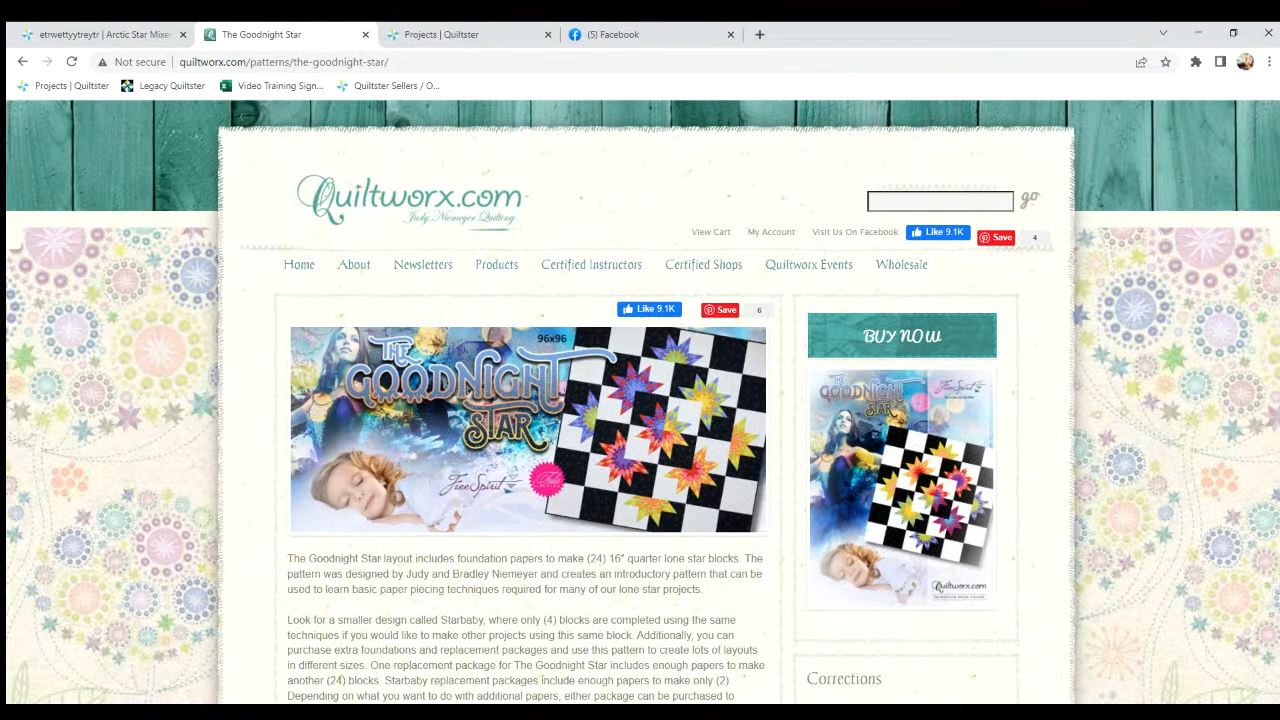 etrwettyytreytr | Arctic Star Mixer
The Goodnight Star
Projects | Quiltster
(5) Facebook
Not secure | quiltworx.com/patterns/the-goodnight-star/
Projects | Quiltster
Legacy Quiltster
Video Training Sign...
Quiltster Sellers / O...
Quiltworx.com
Judy Niemeyer Quilting
go
View Cart
My Account
Visit Us On Facebook
Like 9.1K
Save
4
Home
About
Newsletters
Products
Certified Instructors
Certified Shops
Quiltworx Events
Wholesale
Like 9.1K
Save
6
THE
GOODNIGHT
STAR
96x96
FreeSpirit
Tula
BUY NOW
THE
GOODNIGHT
STAR
FreeSpirit
Quiltworx.com
The Goodnight Star layout includes foundation papers to make (24) 16" quarter lone star blocks. The
pattern was designed by Judy and Bradley Niemeyer and creates an introductory pattern that can be
used to learn basic paper piecing techniques required in many of our lone star projects.
Look for a smaller design called Starbaby, where only (4) blocks are completed using the same
techniques if you would like to make other projects using this same block. Additionally, you can
purchase extra foundations and replacement packages and use this pattern to create lots of layouts
in different sizes. One replacement package for The Goodnight Star includes enough papers to make
another (24) blocks. Starbaby replacement packages include enough papers to make only (2).
Depending on what you want to do with additional papers, either package can be purchased to
Corrections